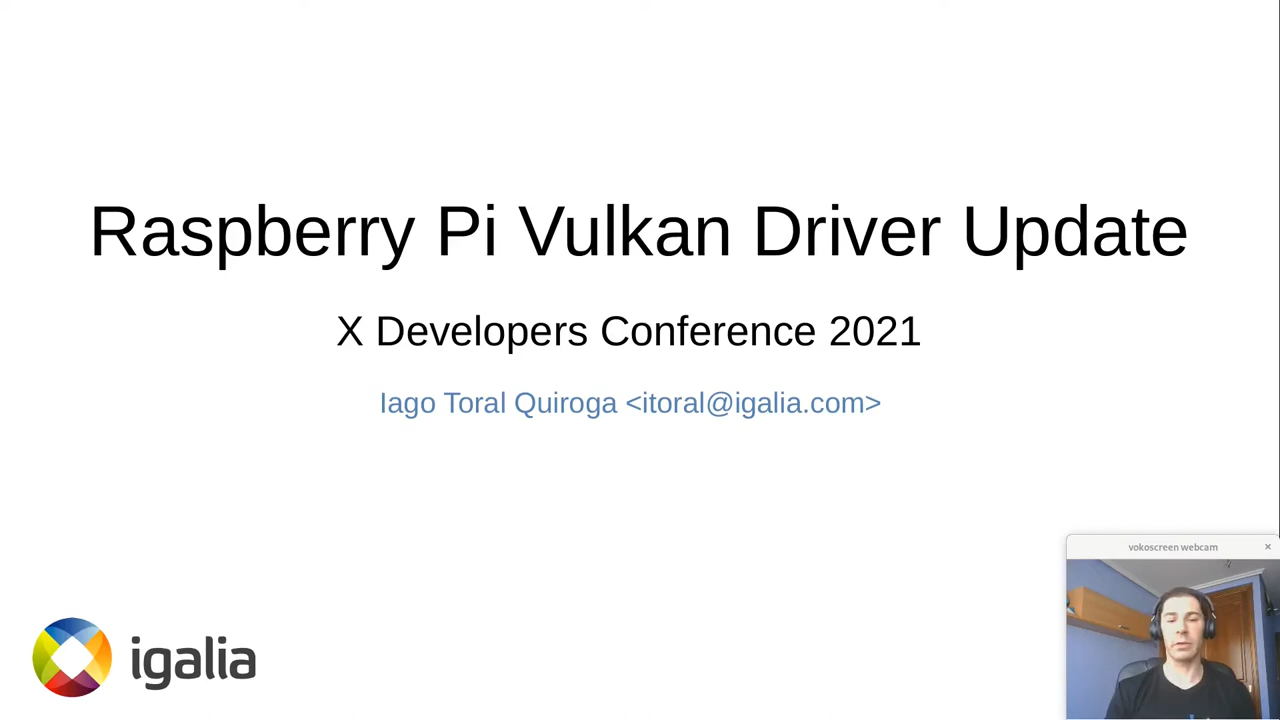 Raspberry Pi Vulkan Driver Update
X Developers Conference 2021
Iago Toral Quiroga <itoral@igalia.com>
vokoscreen webcam ×
igalia